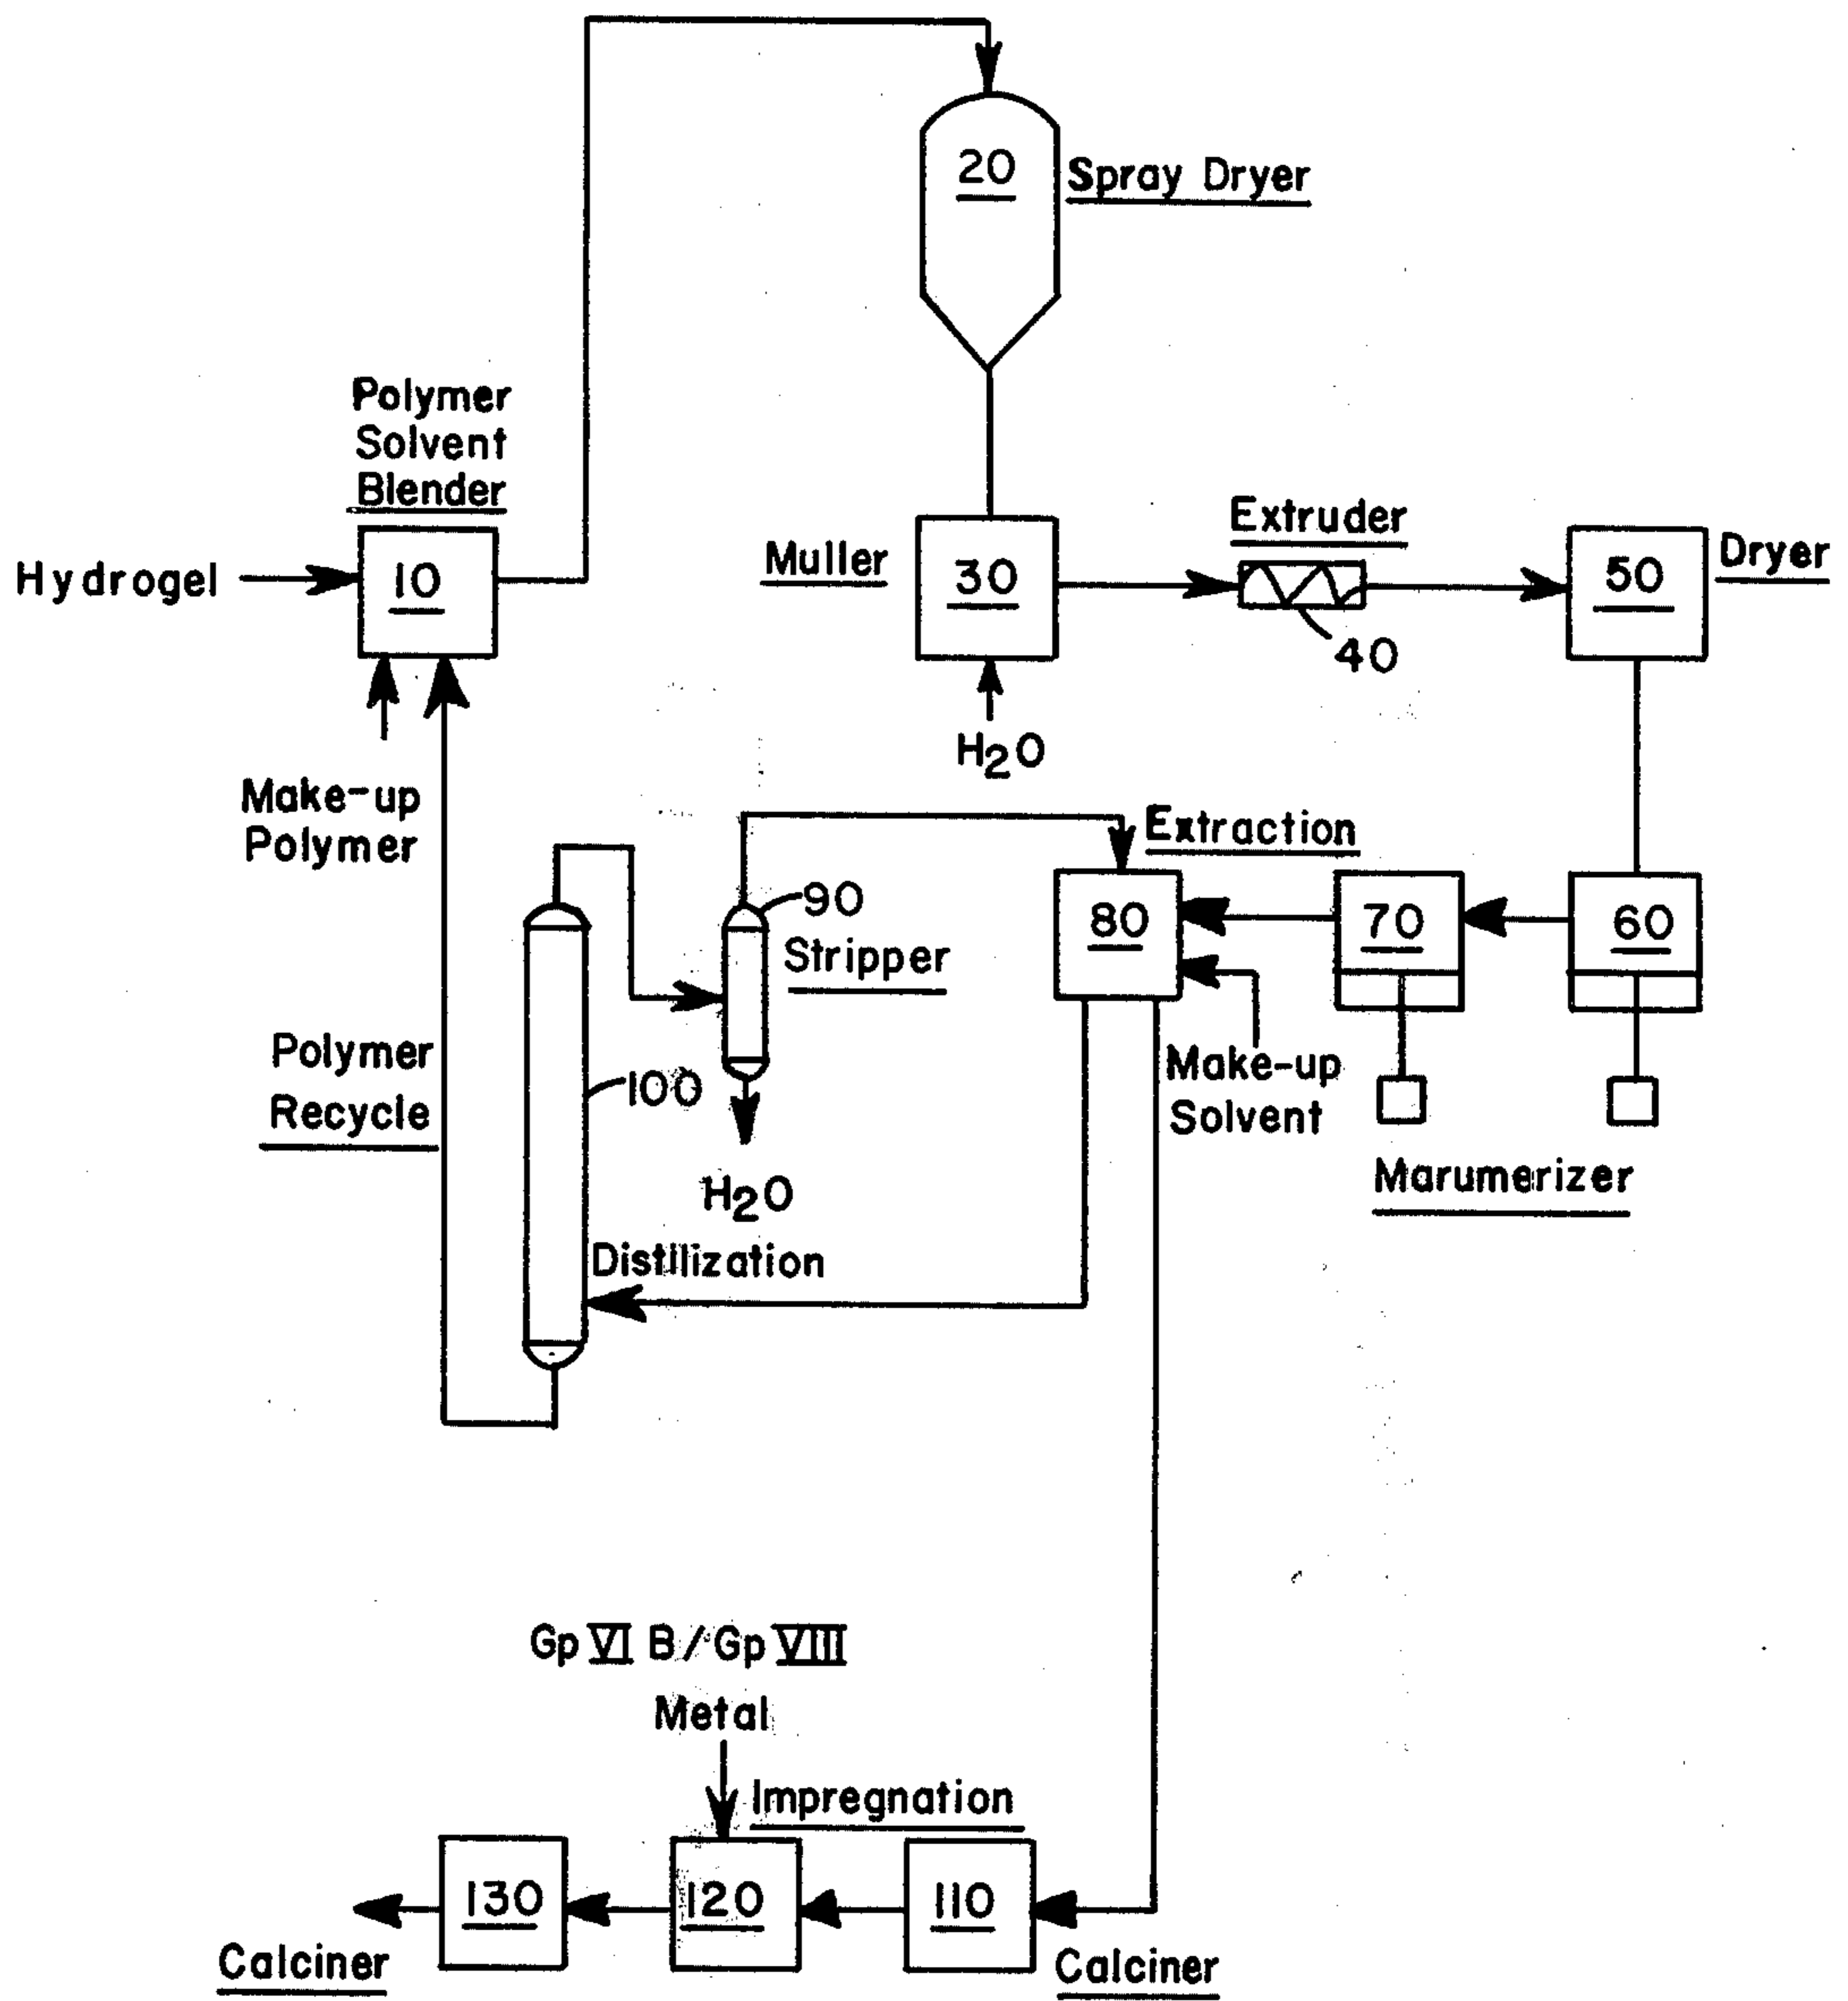 20
Spray Dryer
Polymer
Solvent
Blender
Hydrogel
10
Muller
30
Extruder
40
50
Dryer
H2O
Make-up
Polymer
Extraction
80
70
60
90
Stripper
Polymer
Recycle
100
Make-up
Solvent
Marumerizer
H2O
Distilization
Gp VI B/Gp VIII
Metal
Impregnation
130
120
110
Calciner
Calciner